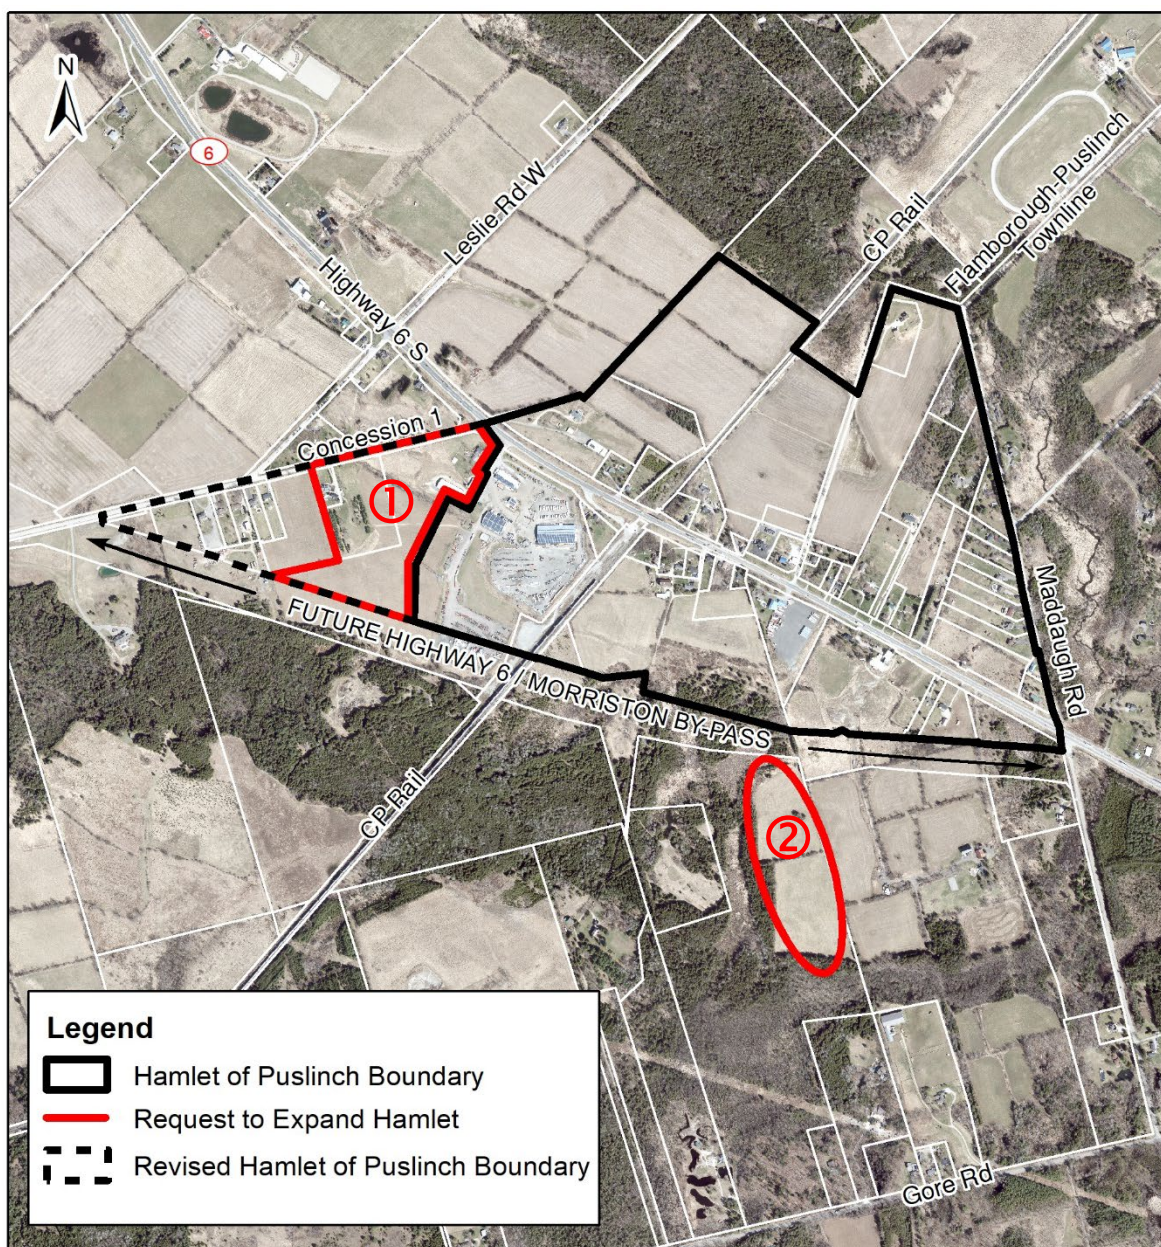 N
6
Leslie Rd W
CP Rail
Flamborough-Puslinch
Townline
Highway 6 S
Concession 1
①
FUTURE HIGHWAY 6 / MORRISTON BY-PASS
Maddaugh Rd
CP Rail
②
Gore Rd
Legend
Hamlet of Puslinch Boundary
Request to Expand Hamlet
Revised Hamlet of Puslinch Boundary